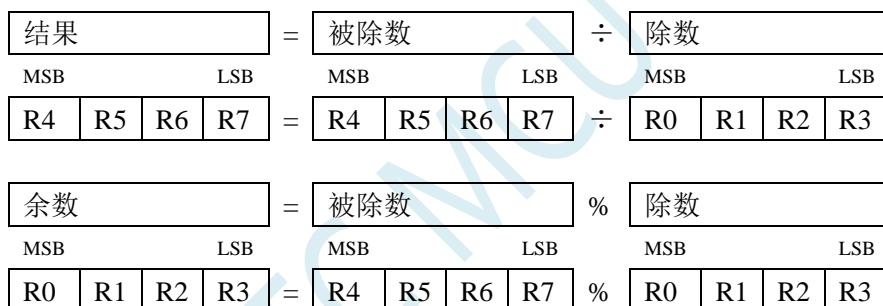 结果 = 被除数 ÷ 除数
MSB LSB MSB LSB MSB LSB
R4 R5 R6 R7 = R4 R5 R6 R7 ÷ R0 R1 R2 R3
余数 = 被除数 % 除数
MSB LSB MSB LSB MSB LSB
R0 R1 R2 R3 = R4 R5 R6 R7 % R0 R1 R2 R3